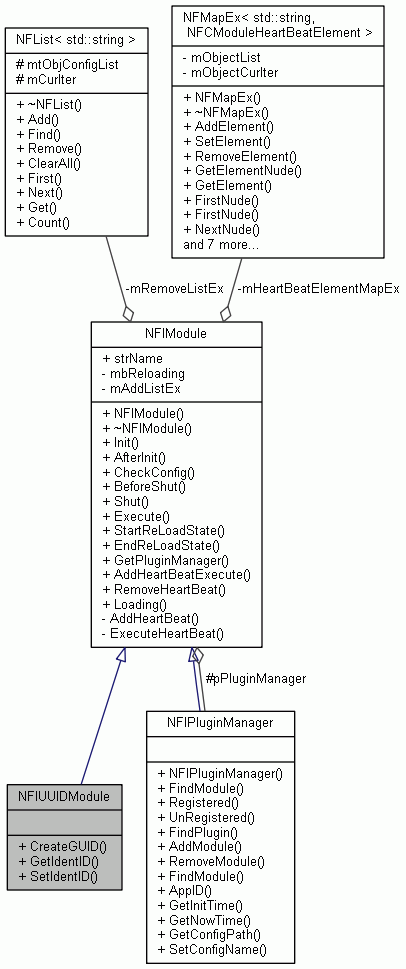 NFList< std::string >
# mtObjConfigList
# mCurIter
+ ~NFList()
+ Add()
+ Find()
+ Remove()
+ ClearAll()
+ First()
+ Next()
+ Get()
+ Count()
NFMapEx< std::string,
NFCModuleHeartBeatElement >
- mObjectList
- mObjectCurIter
+ NFMapEx()
+ ~NFMapEx()
+ AddElement()
+ SetElement()
+ RemoveElement()
+ GetElementNude()
+ GetElement()
+ FirstNude()
+ FirstNude()
+ NextNude()
and 7 more...
-mRemoveListEx
-mHeartBeatElementMapEx
NFIModule
+ strName
- mbReloading
- mAddListEx
+ NFIModule()
+ ~NFIModule()
+ Init()
+ AfterInit()
+ CheckConfig()
+ BeforeShut()
+ Shut()
+ Execute()
+ StartReLoadState()
+ EndReLoadState()
+ GetPluginManager()
+ AddHeartBeatExecute()
+ RemoveHeartBeat()
+ Loading()
- AddHeartBeat()
- ExecuteHeartBeat()
#pPluginManager
NFIUUIDModule
+ CreateGUID()
+ GetIdentID()
+ SetIdentID()
NFIPluginManager
+ NFIPluginManager()
+ FindModule()
+ Registered()
+ UnRegistered()
+ FindPlugin()
+ AddModule()
+ RemoveModule()
+ FindModule()
+ AppID()
+ GetInitTime()
+ GetNowTime()
+ GetConfigPath()
+ SetConfigName()